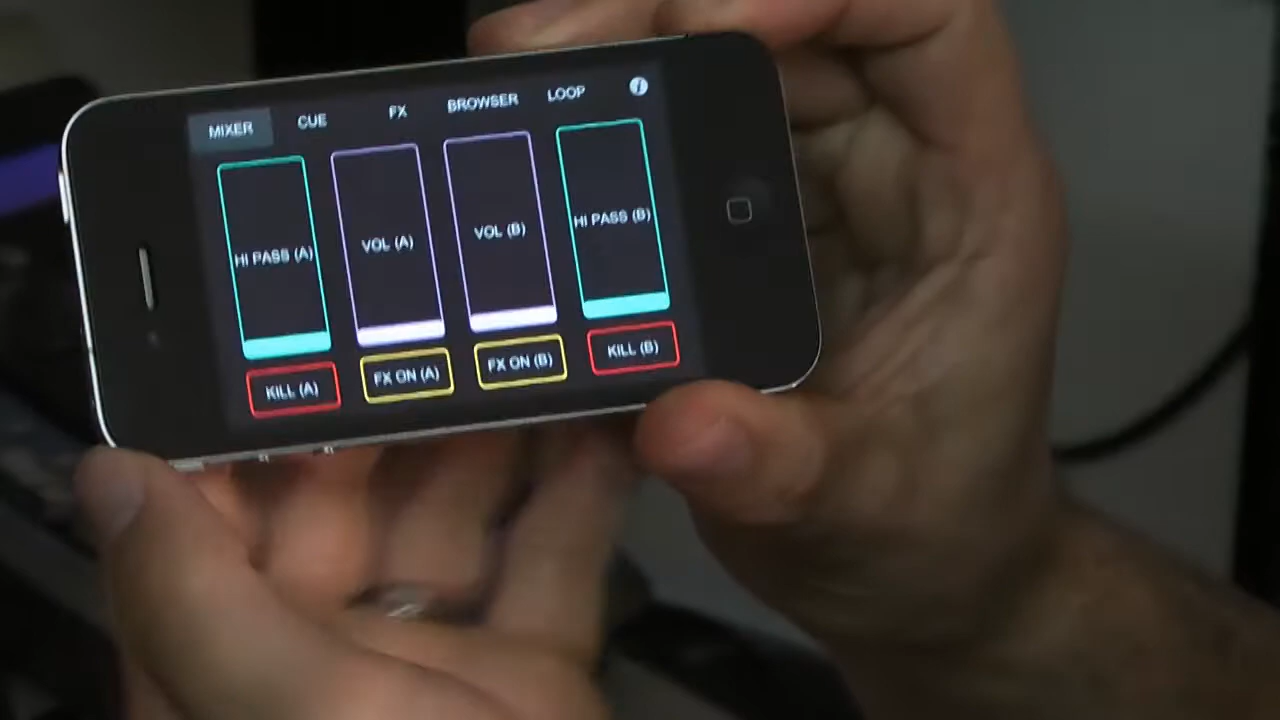 MIXER CUE FX BROWSER LOOP i
HI PASS (A) VOL (A) VOL (B) HI PASS (B)
KILL (A) FX ON (A) FX ON (B) KILL (B)